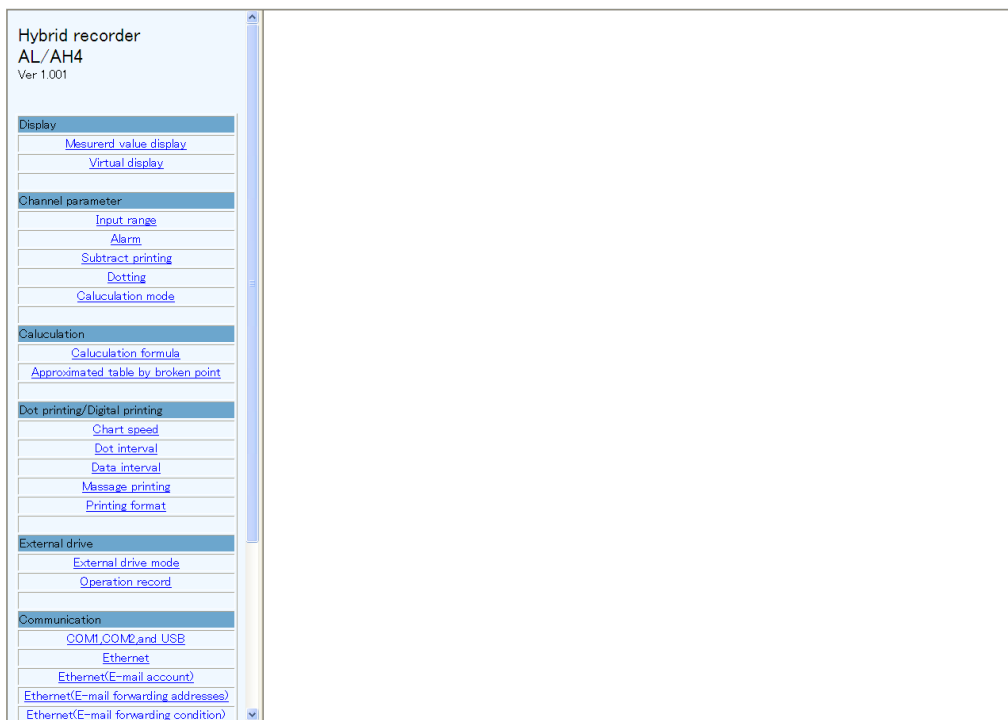 Hybrid recorder
AL/AH4
Ver 1.001
Display
Mesurerd value display
Virtual display
Channel parameter
Input range
Alarm
Subtract printing
Dotting
Caluculation mode
Caluculation
Caluculation formula
Approximated table by broken point
Dot printing/Digital printing
Chart speed
Dot interval
Data interval
Massage printing
Printing format
External drive
External drive mode
Operation record
Communication
COM1,COM2,and USB
Ethernet
Ethernet(E-mail account)
Ethernet(E-mail forwarding addresses)
Ethernet(E-mail forwarding condition)